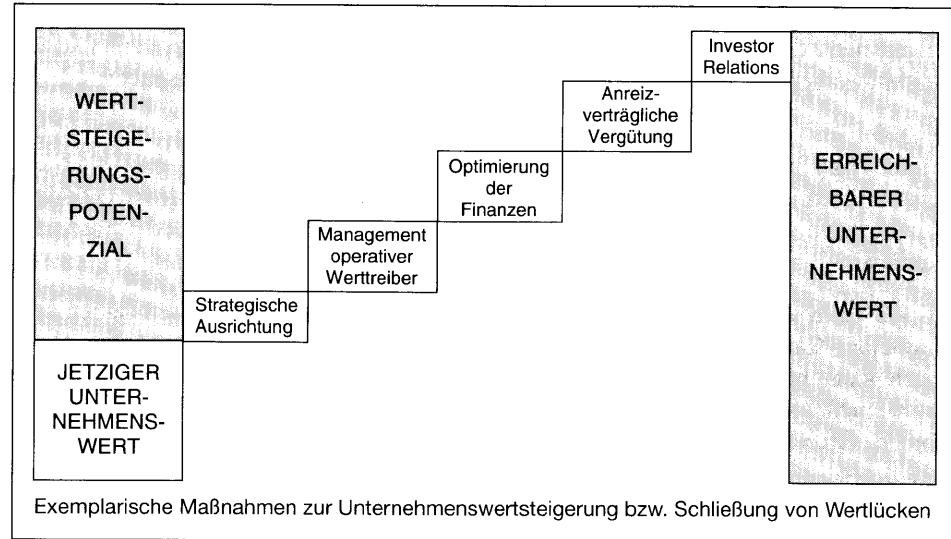 WERT-
STEIGE-
RUNGS-
POTEN-
ZIAL
JETZIGER
UNTER-
NEHMENS-
WERT
Strategische
Ausrichtung
Management
operativer
Werttreiber
Optimierung
der
Finanzen
Anreiz-
verträgliche
Vergütung
Investor
Relations
ERREICH-
BARER
UNTER-
NEHMENS-
WERT
Exemplarische Maßnahmen zur Unternehmenswertsteigerung bzw. Schließung von Wertlücken